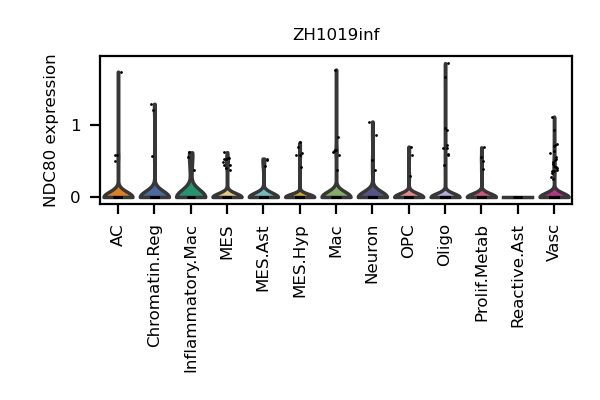 ZH1019inf
NDC80 expression
1
0
AC
Chromatin.Reg
Inflammatory.Mac
MES
MES.Ast
MES.Hyp
Mac
Neuron
OPC
Oligo
Prolif.Metab
Reactive.Ast
Vasc